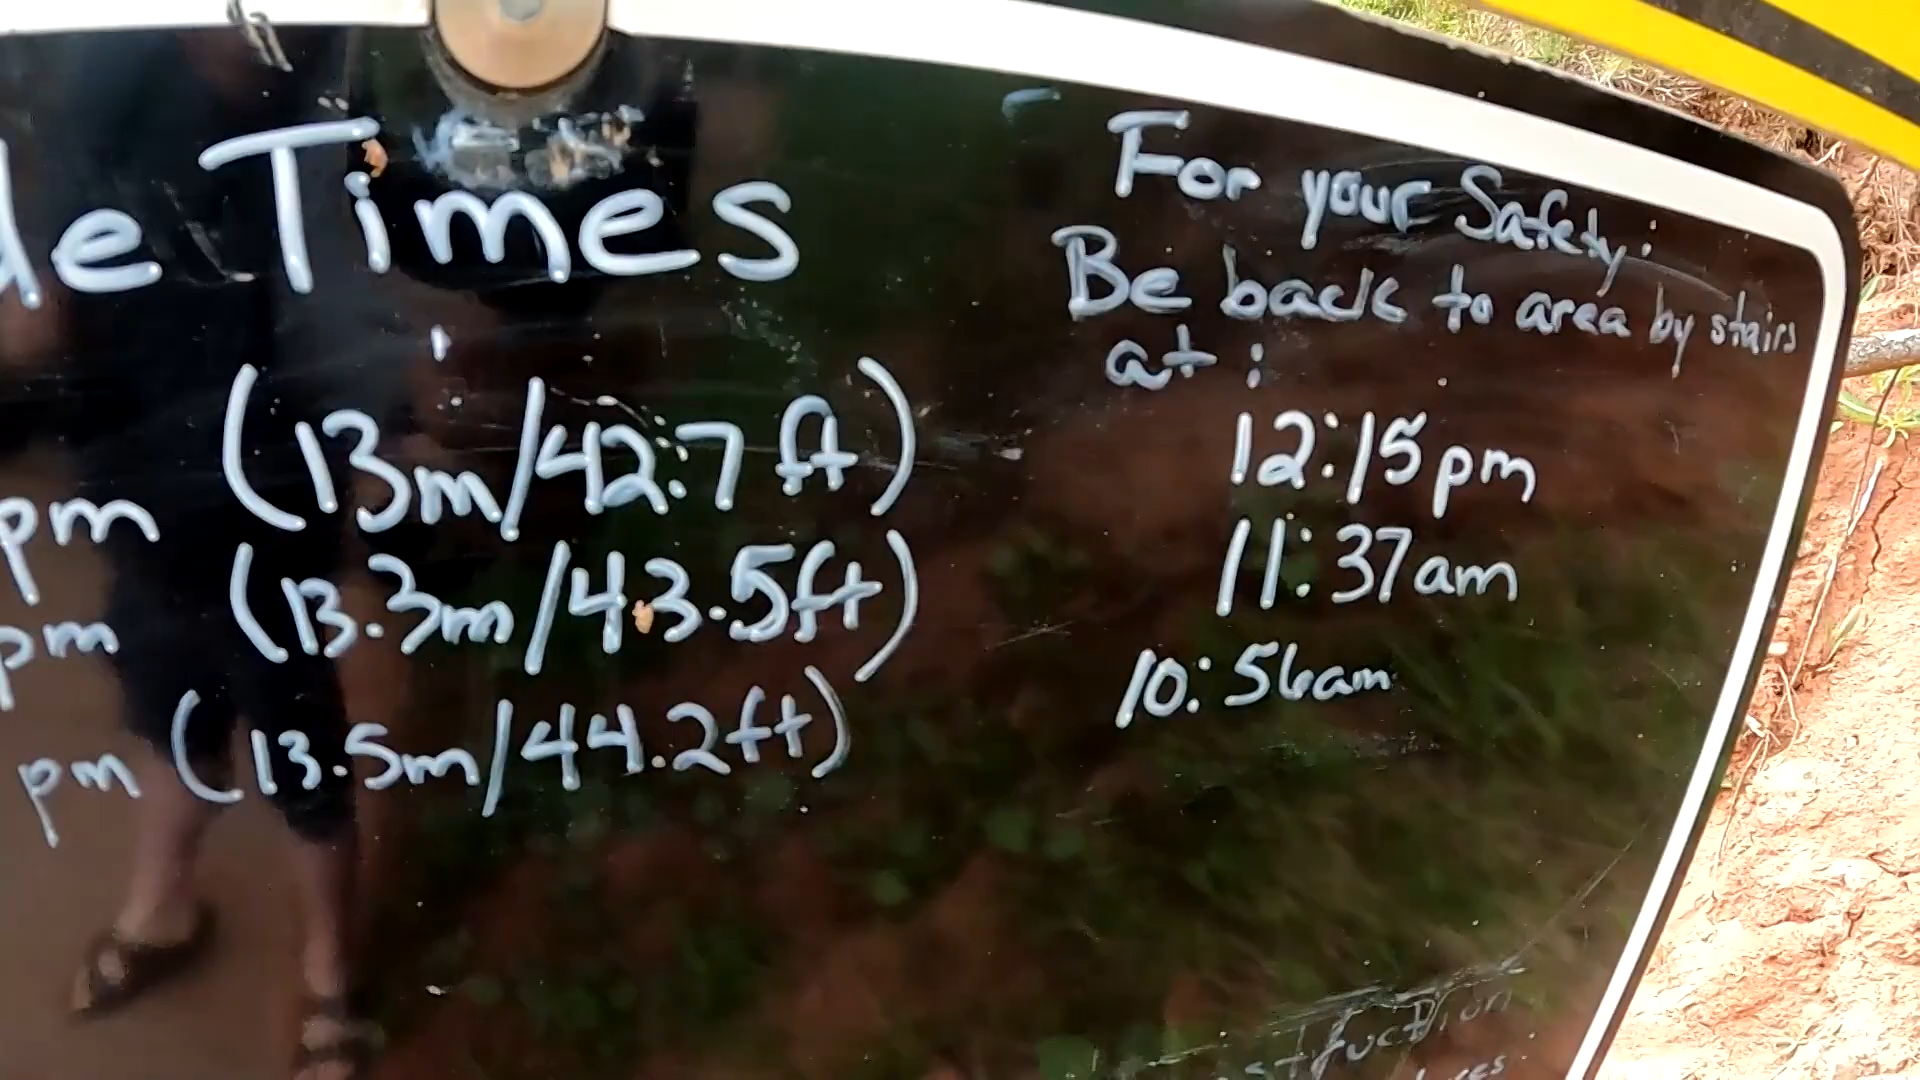 de Times
For your Safety:
Be back to area by stairs
at:
pm (13m/42.7ft) 12:15pm
pm (13.3m/43.5ft) 11:37am
pm (13.5m/44.2ft) 10:56am